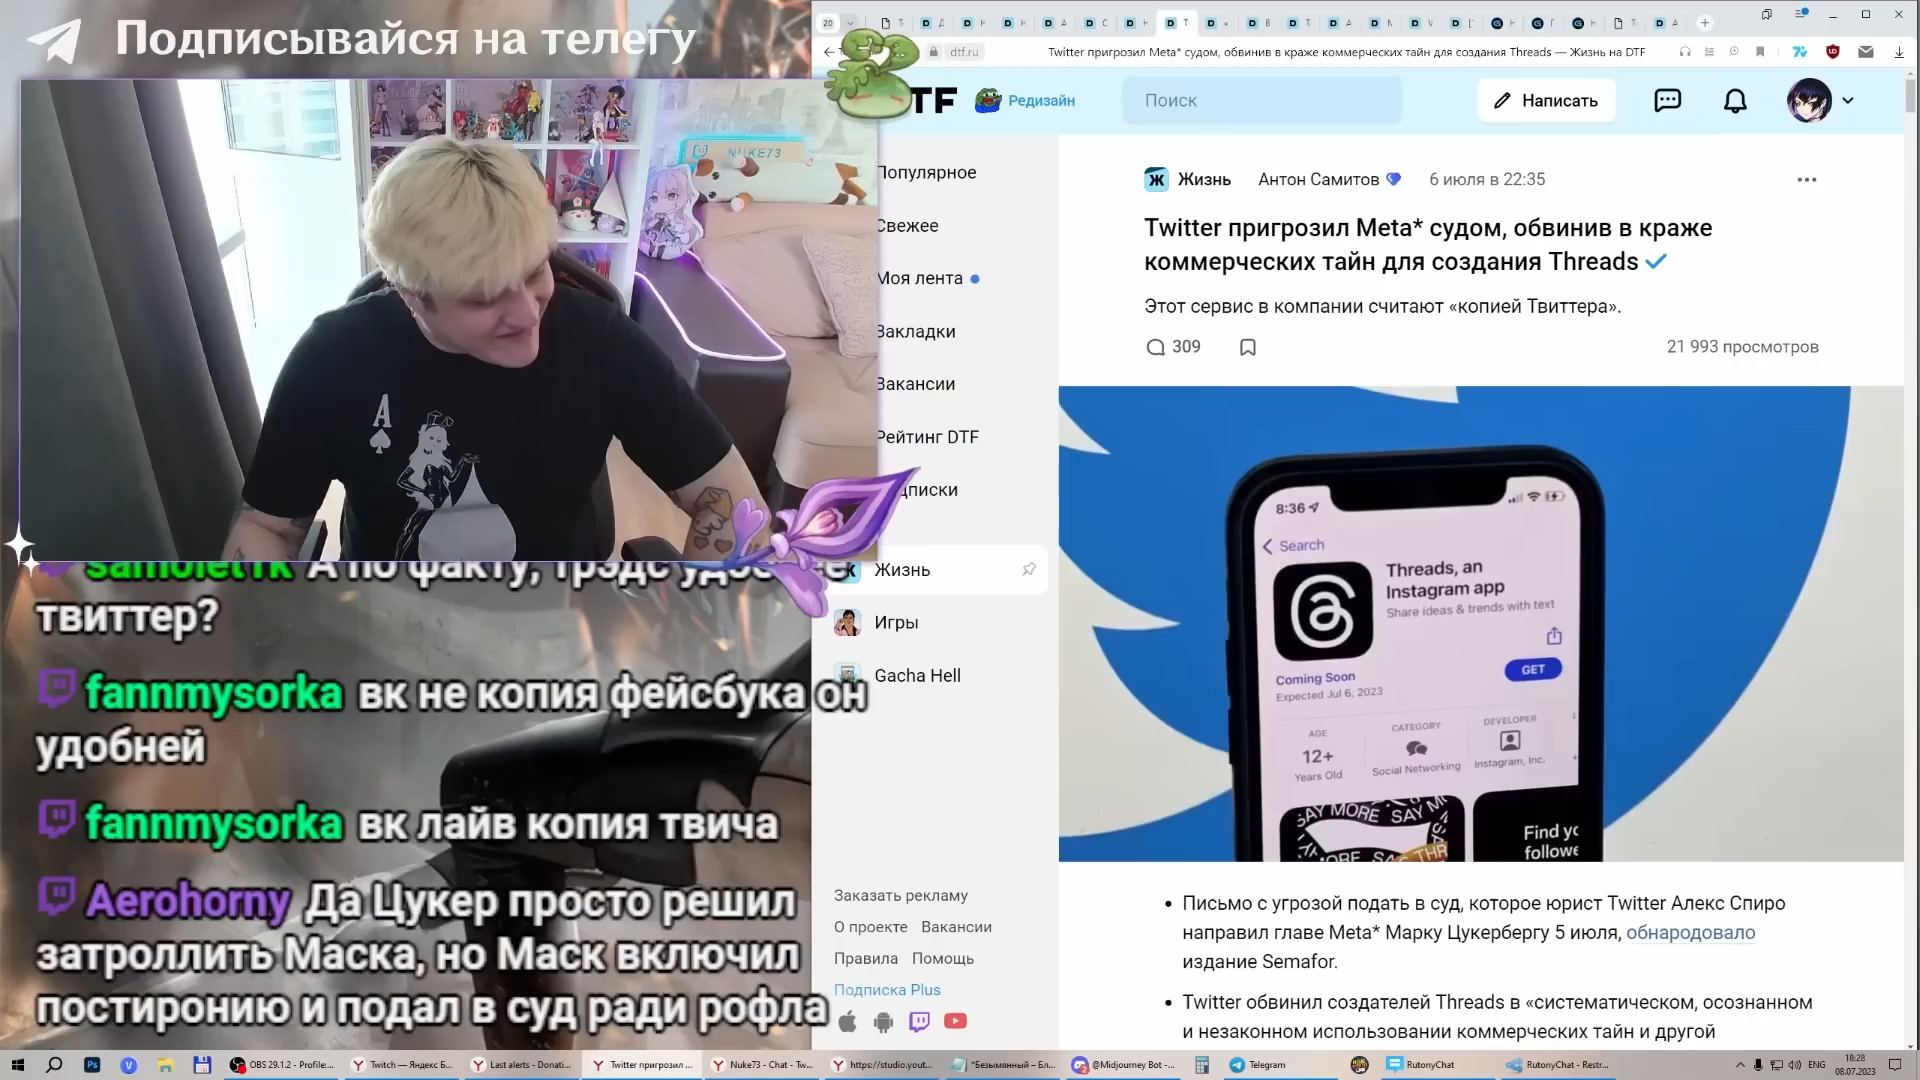 Подписывайся на телегу
NUKE73
A
samoletTK А по факту, трэдс
твиттер?
fannmysorka вк не копия фейсбука он
удобней
fannmysorka вк лайв копия твича
Aerohorny Да Цукер просто решил
затроллить Маска, но Маск включил
постиронию и подал в суд ради рофла
20
dtf.ru
Twitter пригрозил Meta* судом, обвинив в краже коммерческих тайн для создания Threads — Жизнь на DTF
TF
Редизайн
Поиск
Написать
Популярное
Свежее
Моя лента
Закладки
Вакансии
Рейтинг DTF
Жизнь
Игры
Gacha Hell
Заказать рекламу
О проекте Вакансии
Правила Помощь
Подписка Plus
Ж Жизнь Антон Самитов 6 июля в 22:35
Twitter пригрозил Meta* судом, обвинив в краже
коммерческих тайн для создания Threads
Этот сервис в компании считают «копией Твиттера».
309
21 993 просмотров
8:36
Search
Threads, an
Instagram app
Share ideas & trends with text
GET
Coming Soon
Expected Jul 6, 2023
AGE
12+
Years Old
CATEGORY
Social Networking
DEVELOPER
Instagram, Inc.
SAY MORE SAY
Find yo
followe
Письмо с угрозой подать в суд, которое юрист Twitter Алекс Спиро
направил главе Meta* Марку Цукербергу 5 июля, обнародовало
издание Semafor.
Twitter обвинил создателей Threads в «систематическом, осознанном
и незаконном использовании коммерческих тайн и другой
OBS 29.1.2 - Profile:...
Twitch — Яндекс Б...
Last alerts - Donati...
Twitter пригрозил ...
Nuke73 - Chat - Tw...
https://studio.yout...
*Безымянный – Бл...
@Midjourney Bot -...
Telegram
RutonyChat
RutonyChat - Restr...
ENG
18:28
08.07.2023